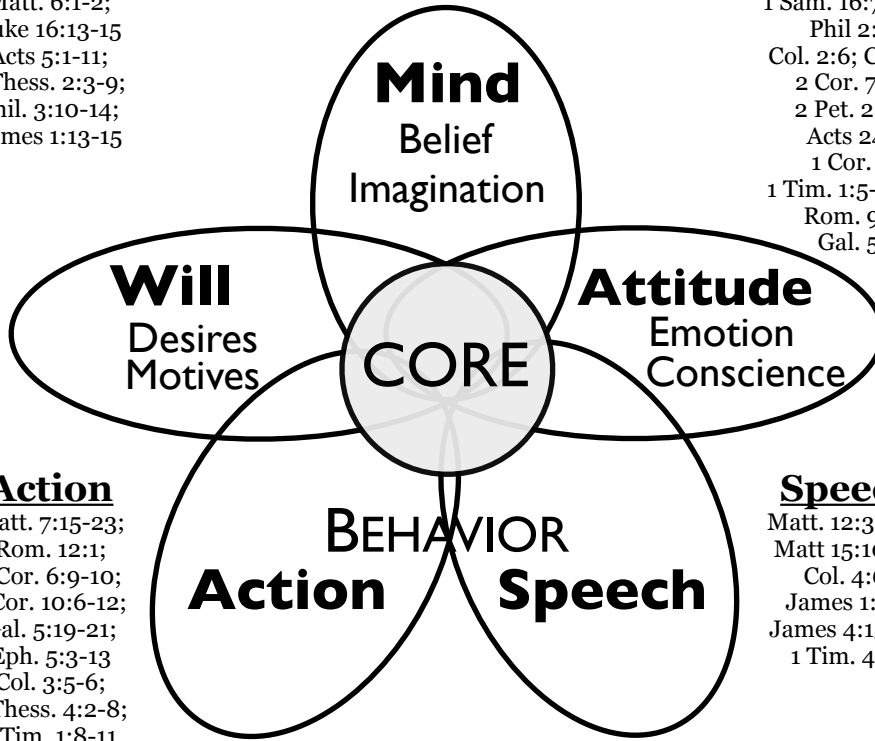 Matt. 6:1-2;
uke 16:13-15
Acts 5:1-11;
Thess. 2:3-9;
hil. 3:10-14;
mes 1:13-15
1 Sam. 16:7
Phil 2:
Col. 2:6; C
2 Cor. 7
2 Pet. 2
Acts 24
1 Cor.
1 Tim. 1:5-
Rom. 9
Gal. 5
Mind
Belief
Imagination
Will
Desires
Motives
Attitude
Emotion
Conscience
CORE
BEHAVIOR
Action
Speech
Action
att. 7:15-23;
Rom. 12:1;
Cor. 6:9-10;
Cor. 10:6-12;
al. 5:19-21;
Eph. 5:3-13
Col. 3:5-6;
Thess. 4:2-8;
Tim. 1:8-11
Speec
Matt. 12:3
Matt 15:1
Col. 4:
James 1:
James 4:1
1 Tim. 4